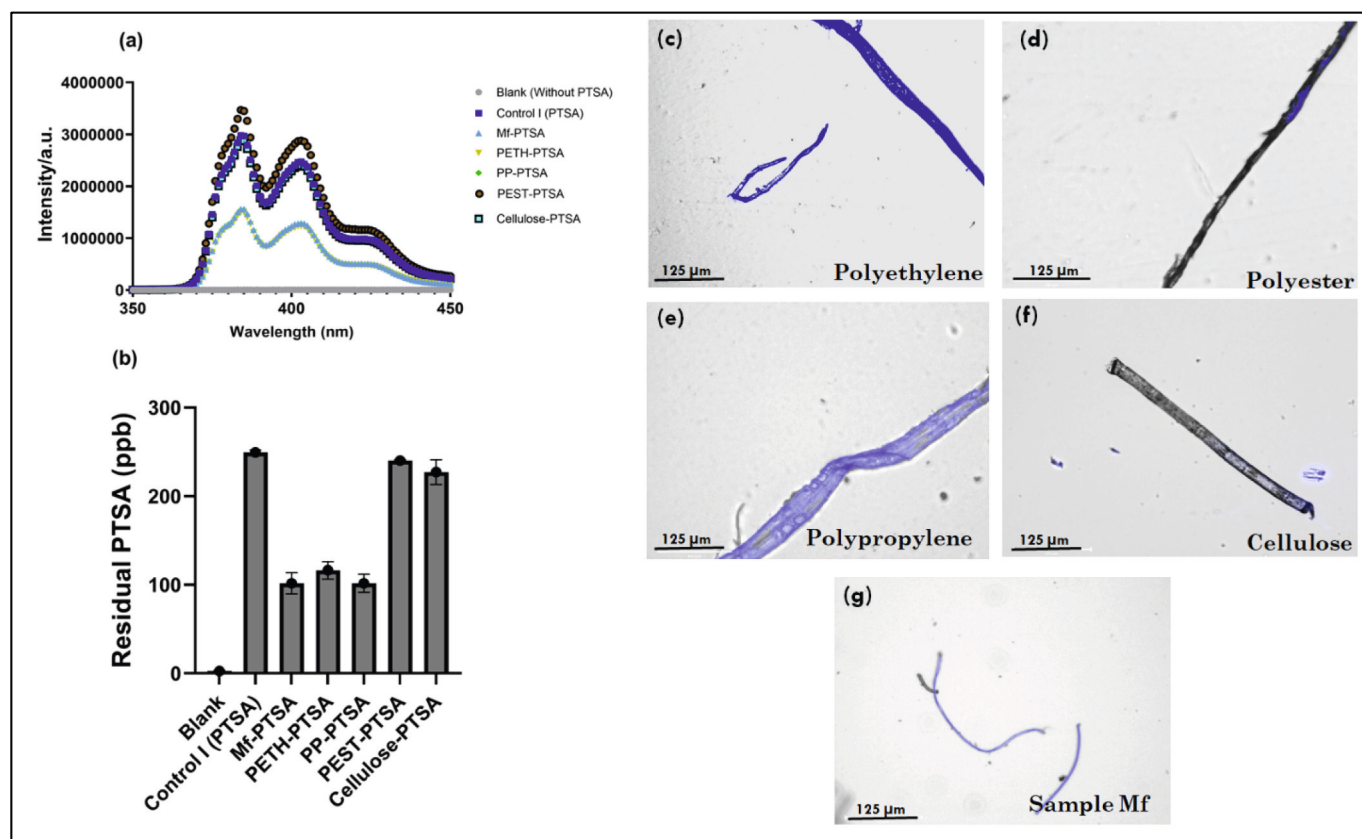 (a)
4000000
3000000
2000000
1000000
0
Intensity/a.u.
350
400
450
Wavelength (nm)
Blank (Without PTSA)
Control I (PTSA)
Mf-PTSA
PETH-PTSA
PP-PTSA
PEST-PTSA
Cellulose-PTSA
(b)
300
200
100
0
Residual PTSA (ppb)
Blank
Control I (PTSA)
Mf-PTSA
PETH-PTSA
PP-PTSA
PEST-PTSA
Cellulose-PTSA
(c)
125 µm
Polyethylene
(d)
125 µm
Polyester
(e)
125 µm
Polypropylene
(f)
125 µm
Cellulose
(g)
125 µm
Sample Mf